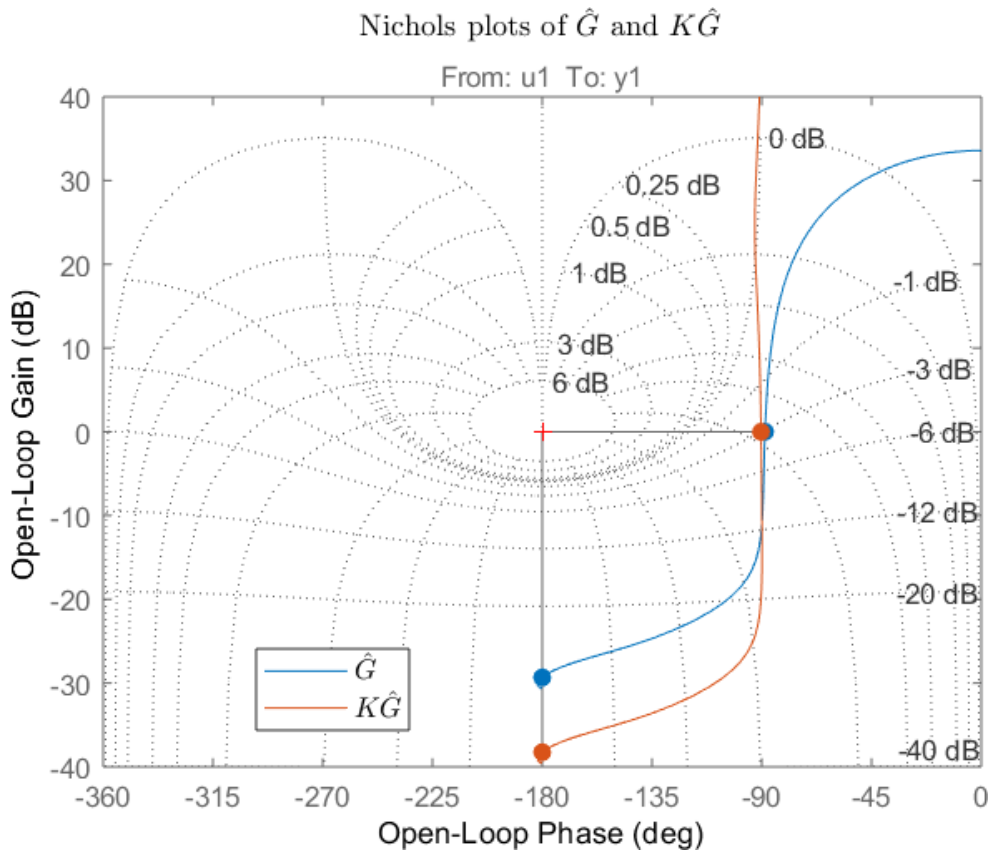 Nichols plots of Ĝ and KĜ
From: u1 To: y1
40
30
20
10
0
-10
-20
-30
-40
Open-Loop Gain (dB)
0 dB
0.25 dB
0.5 dB
1 dB
3 dB
6 dB
-1 dB
-3 dB
-6 dB
-12 dB
-20 dB
-40 dB
Ĝ
KĜ
-360
-315
-270
-225
-180
-135
-90
-45
0
Open-Loop Phase (deg)